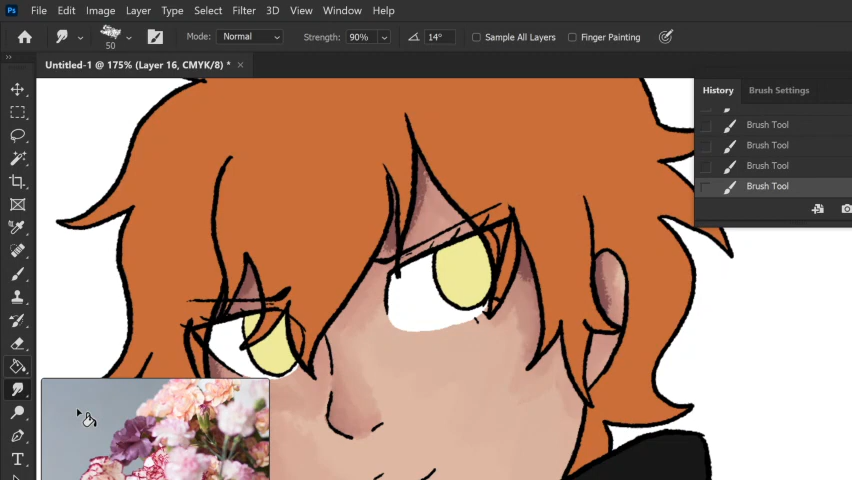 Ps File Edit Image Layer Type Select Filter 3D View Window Help
50 Mode: Normal Strength: 90% 14° Sample All Layers Finger Painting
Untitled-1 @ 175% (Layer 16, CMYK/8) * ×
History Brush Settings
Brush Tool
Brush Tool
Brush Tool
Brush Tool